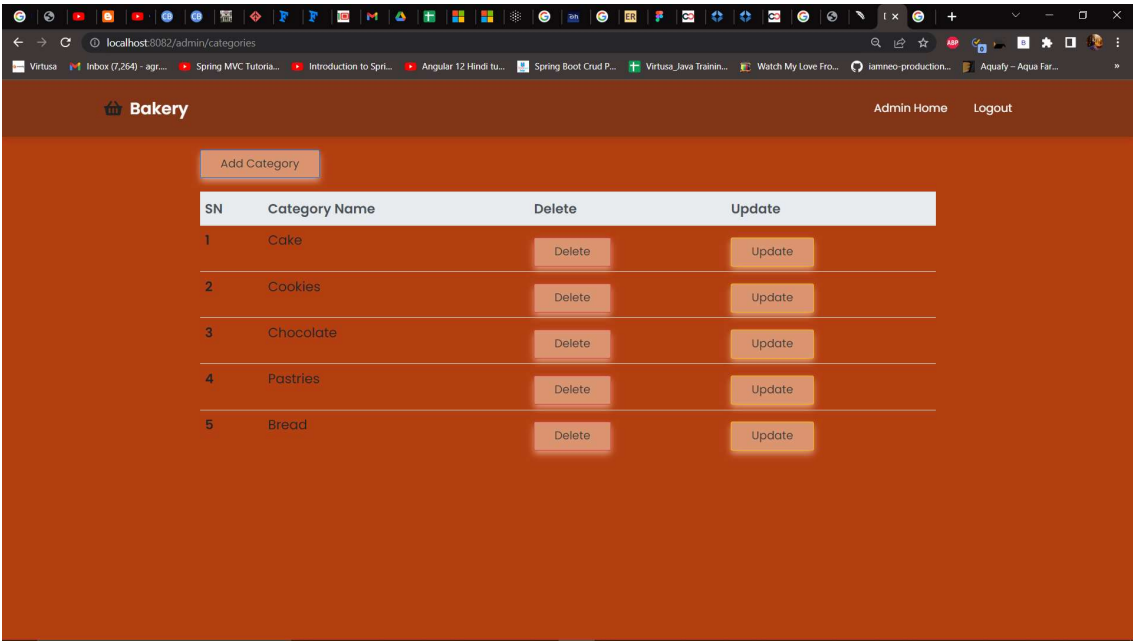 localhost:8082/admin/categories
Virtusa
Inbox (7,264) - agr....
Spring MVC Tutoria...
Introduction to Spri...
Angular 12 Hindi tu...
Spring Boot Crud P...
Virtusa_Java Trainin...
Watch My Love Fro...
iamneo-production...
Aquafy – Aqua Far...
Bakery
Admin Home
Logout
Add Category
SN Category Name Delete Update
1 Cake Delete Update
2 Cookies Delete Update
3 Chocolate Delete Update
4 Pastries Delete Update
5 Bread Delete Update